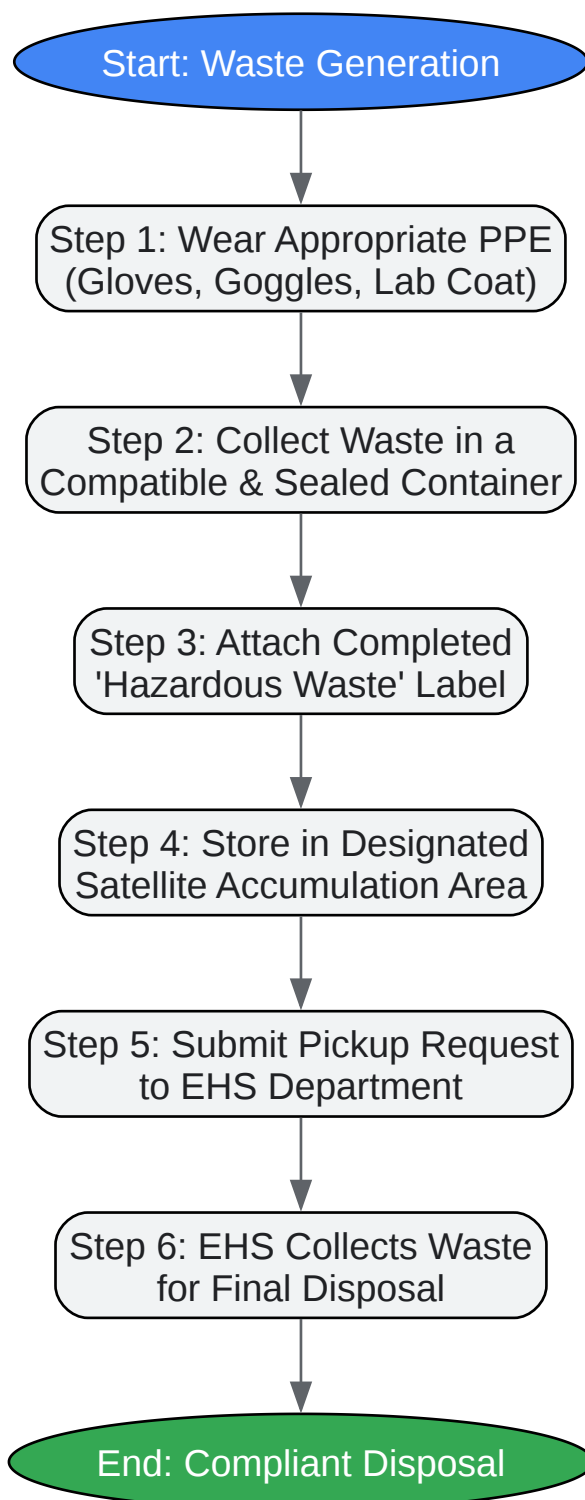 Start: Waste Generation
Step 1: Wear Appropriate PPE
(Gloves, Goggles, Lab Coat)
Step 2: Collect Waste in a
Compatible & Sealed Container
Step 3: Attach Completed
'Hazardous Waste' Label
Step 4: Store in Designated
Satellite Accumulation Area
Step 5: Submit Pickup Request
to EHS Department
Step 6: EHS Collects Waste
for Final Disposal
End: Compliant Disposal